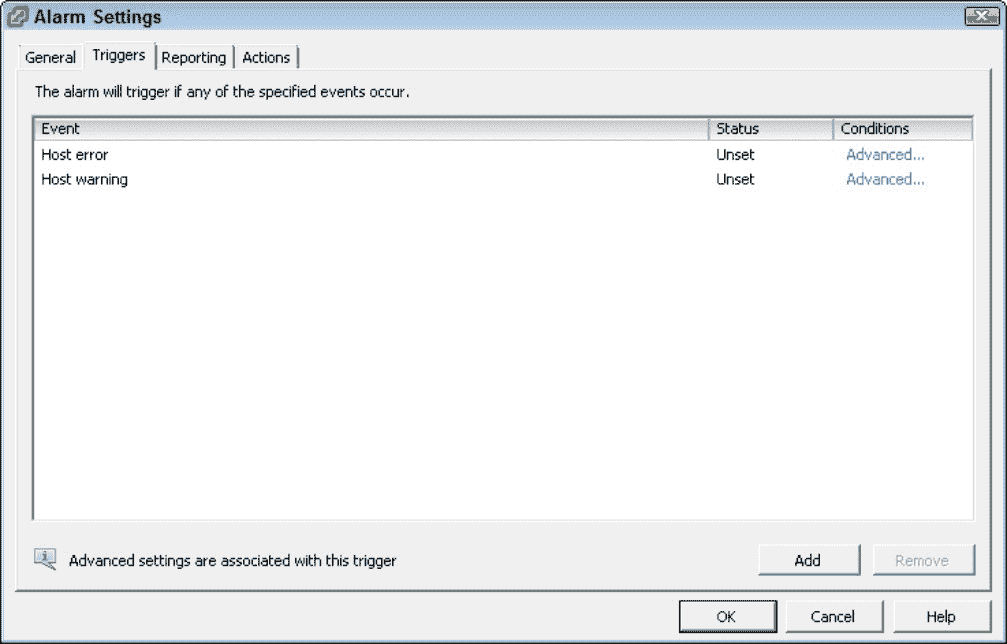 Alarm Settings
General Triggers Reporting Actions
The alarm will trigger if any of the specified events occur.
Event Status Conditions
Host error Unset Advanced...
Host warning Unset Advanced...
Advanced settings are associated with this trigger Add Remove
OK Cancel Help